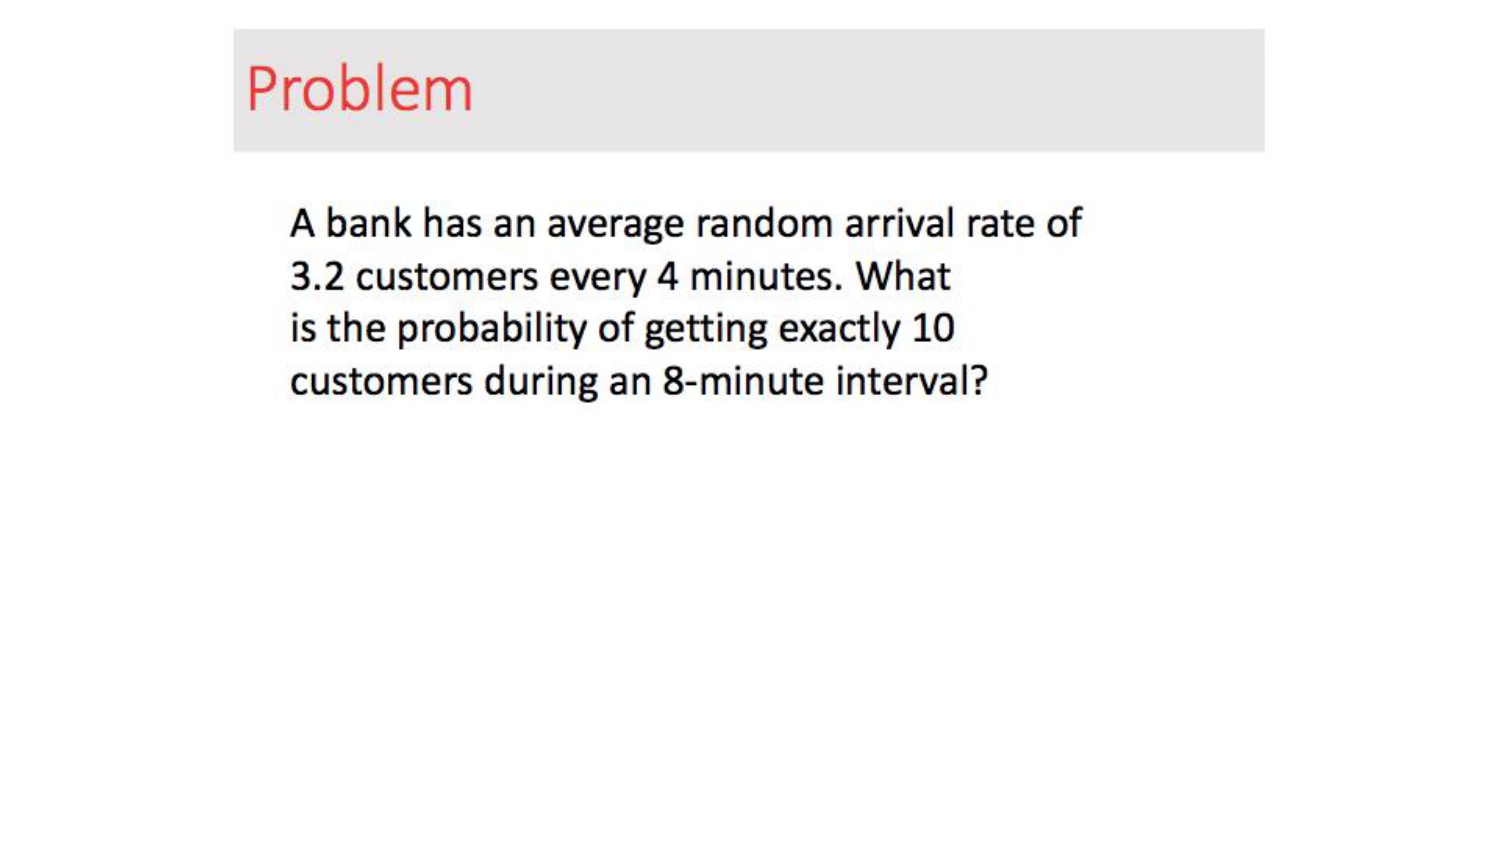 Problem
A bank has an average random arrival rate of
3.2 customers every 4 minutes. What
is the probability of getting exactly 10
customers during an 8-minute interval?